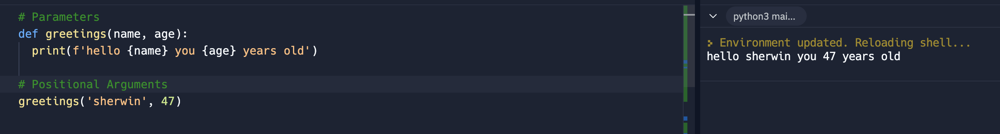 # Parameters
def greetings(name, age):
  print(f'hello {name} you {age} years old')
# Positional Arguments
greetings('sherwin', 47)
python3 mai...
Environment updated. Reloading shell...
hello sherwin you 47 years old